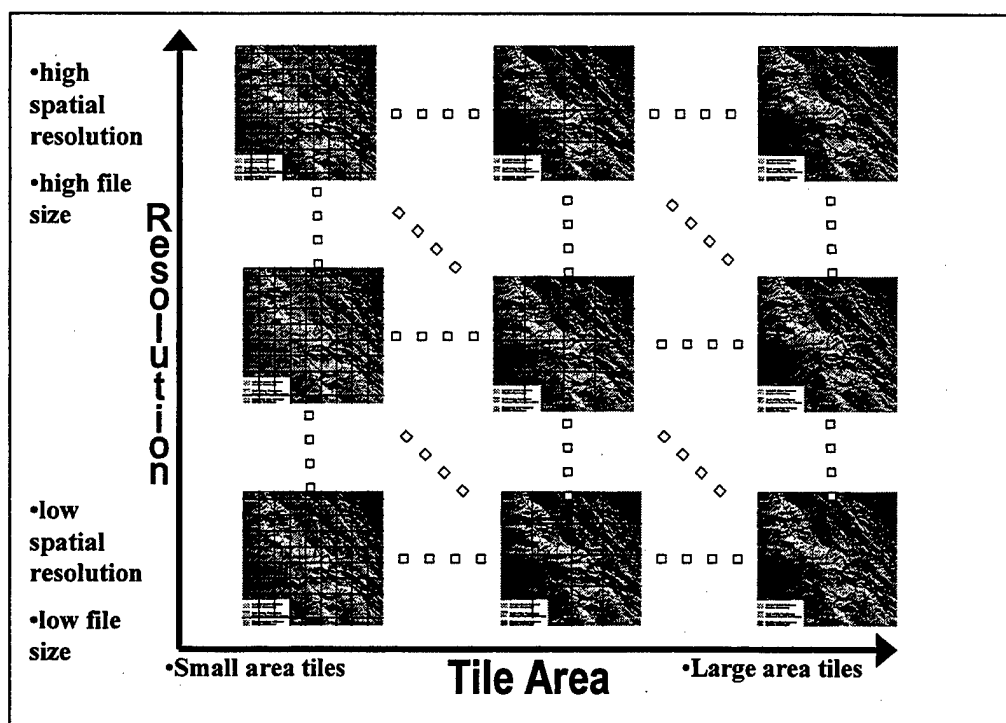 •high
spatial
resolution
•high file
size
Resolution
•low
spatial
resolution
•low file
size
•Small area tiles
Tile Area
•Large area tiles